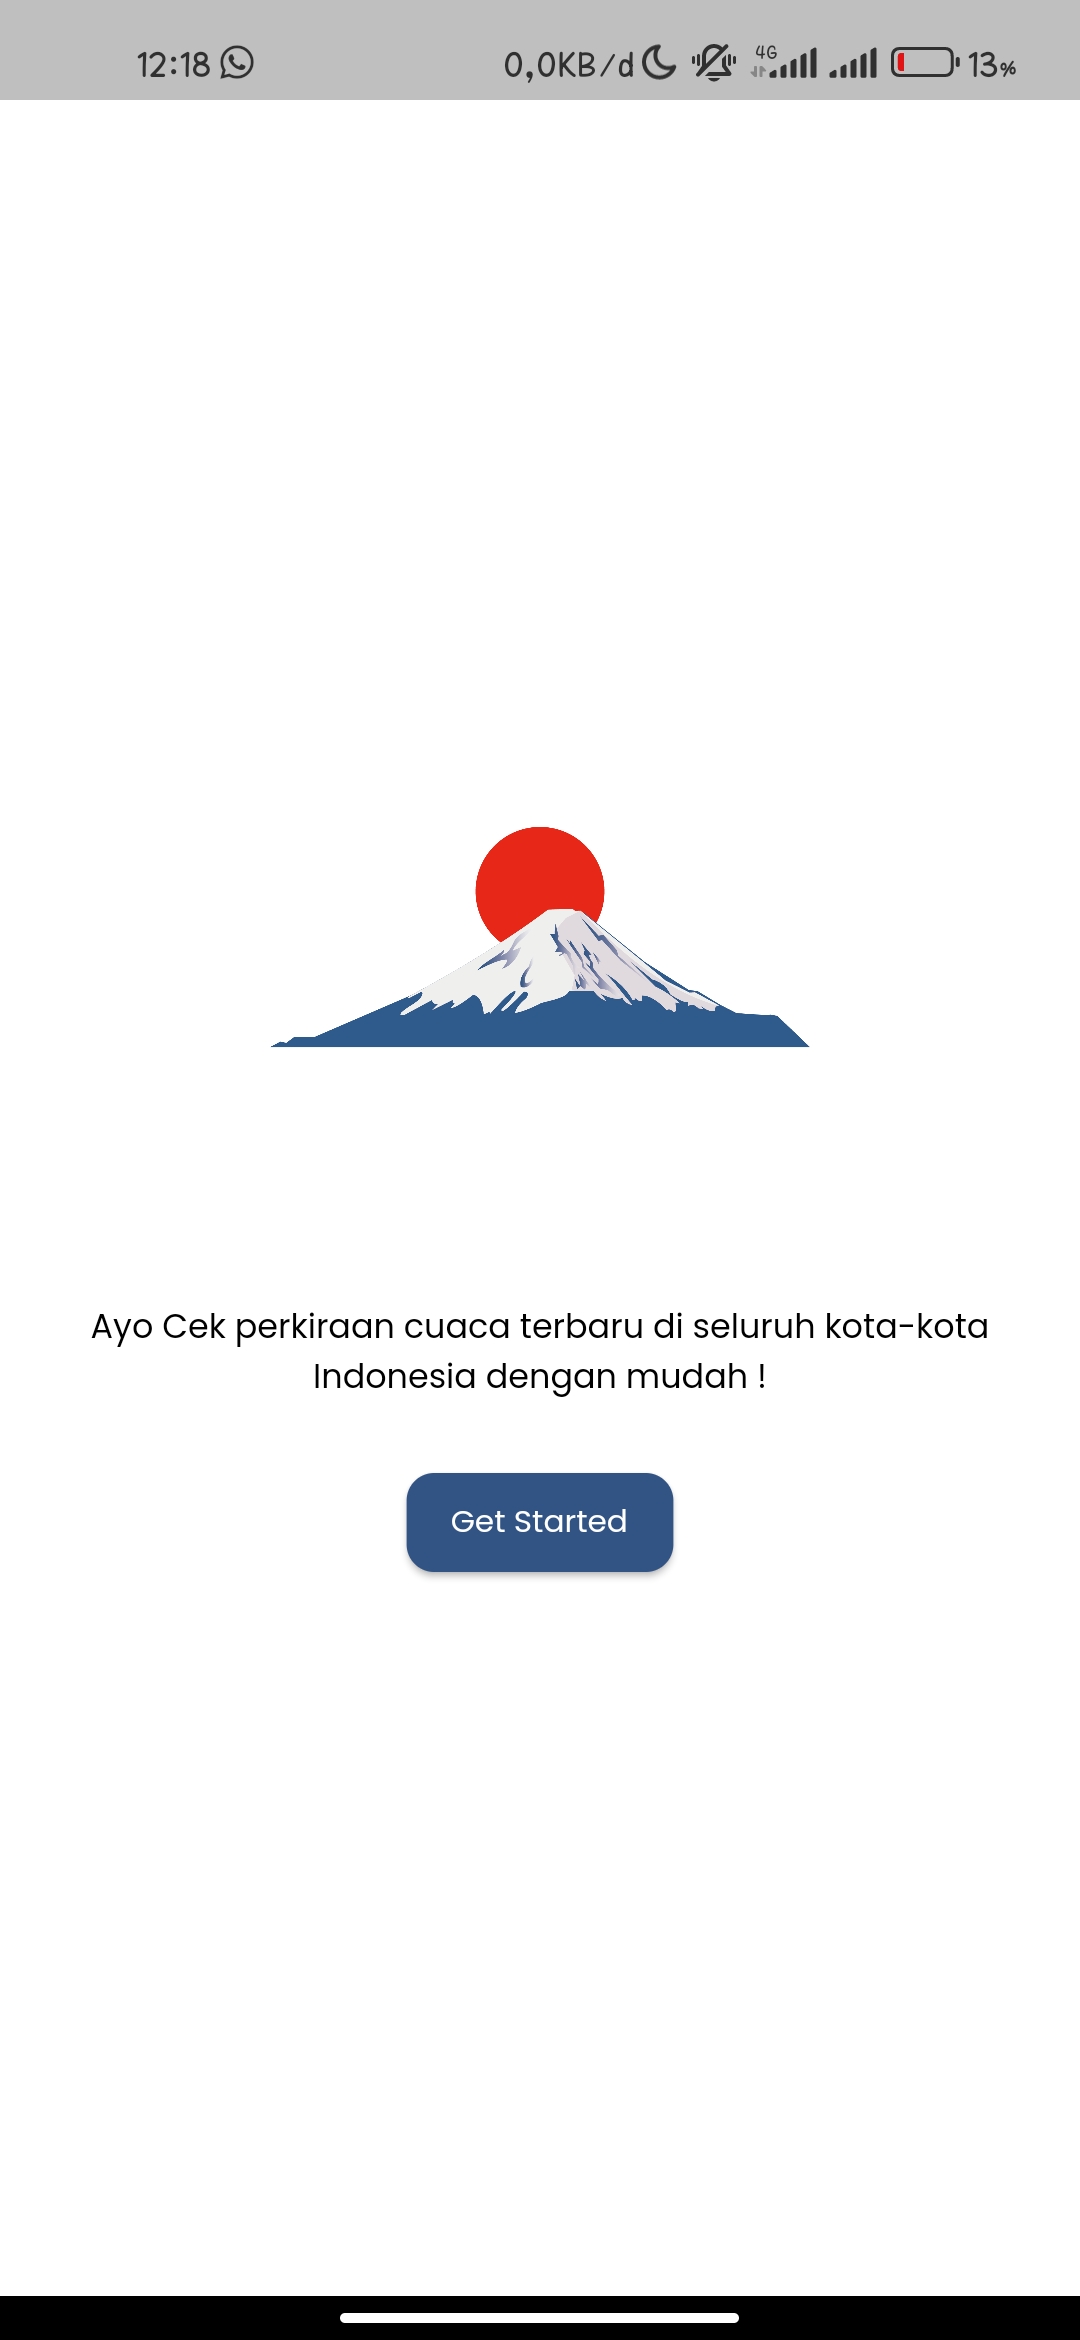 12:18
0,0KB/d 4G 13%
Ayo Cek perkiraan cuaca terbaru di seluruh kota-kota
Indonesia dengan mudah !
Get Started